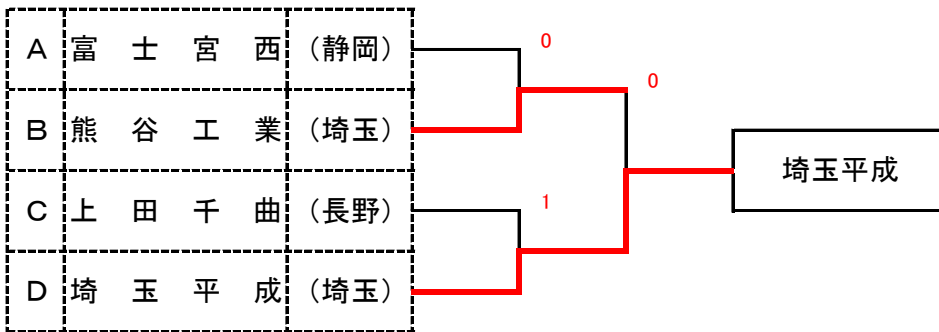 A 富士宮西 (静岡)
0
0
B 熊谷工業 (埼玉)
埼玉平成
C 上田千曲 (長野)
1
D 埼玉平成 (埼玉)